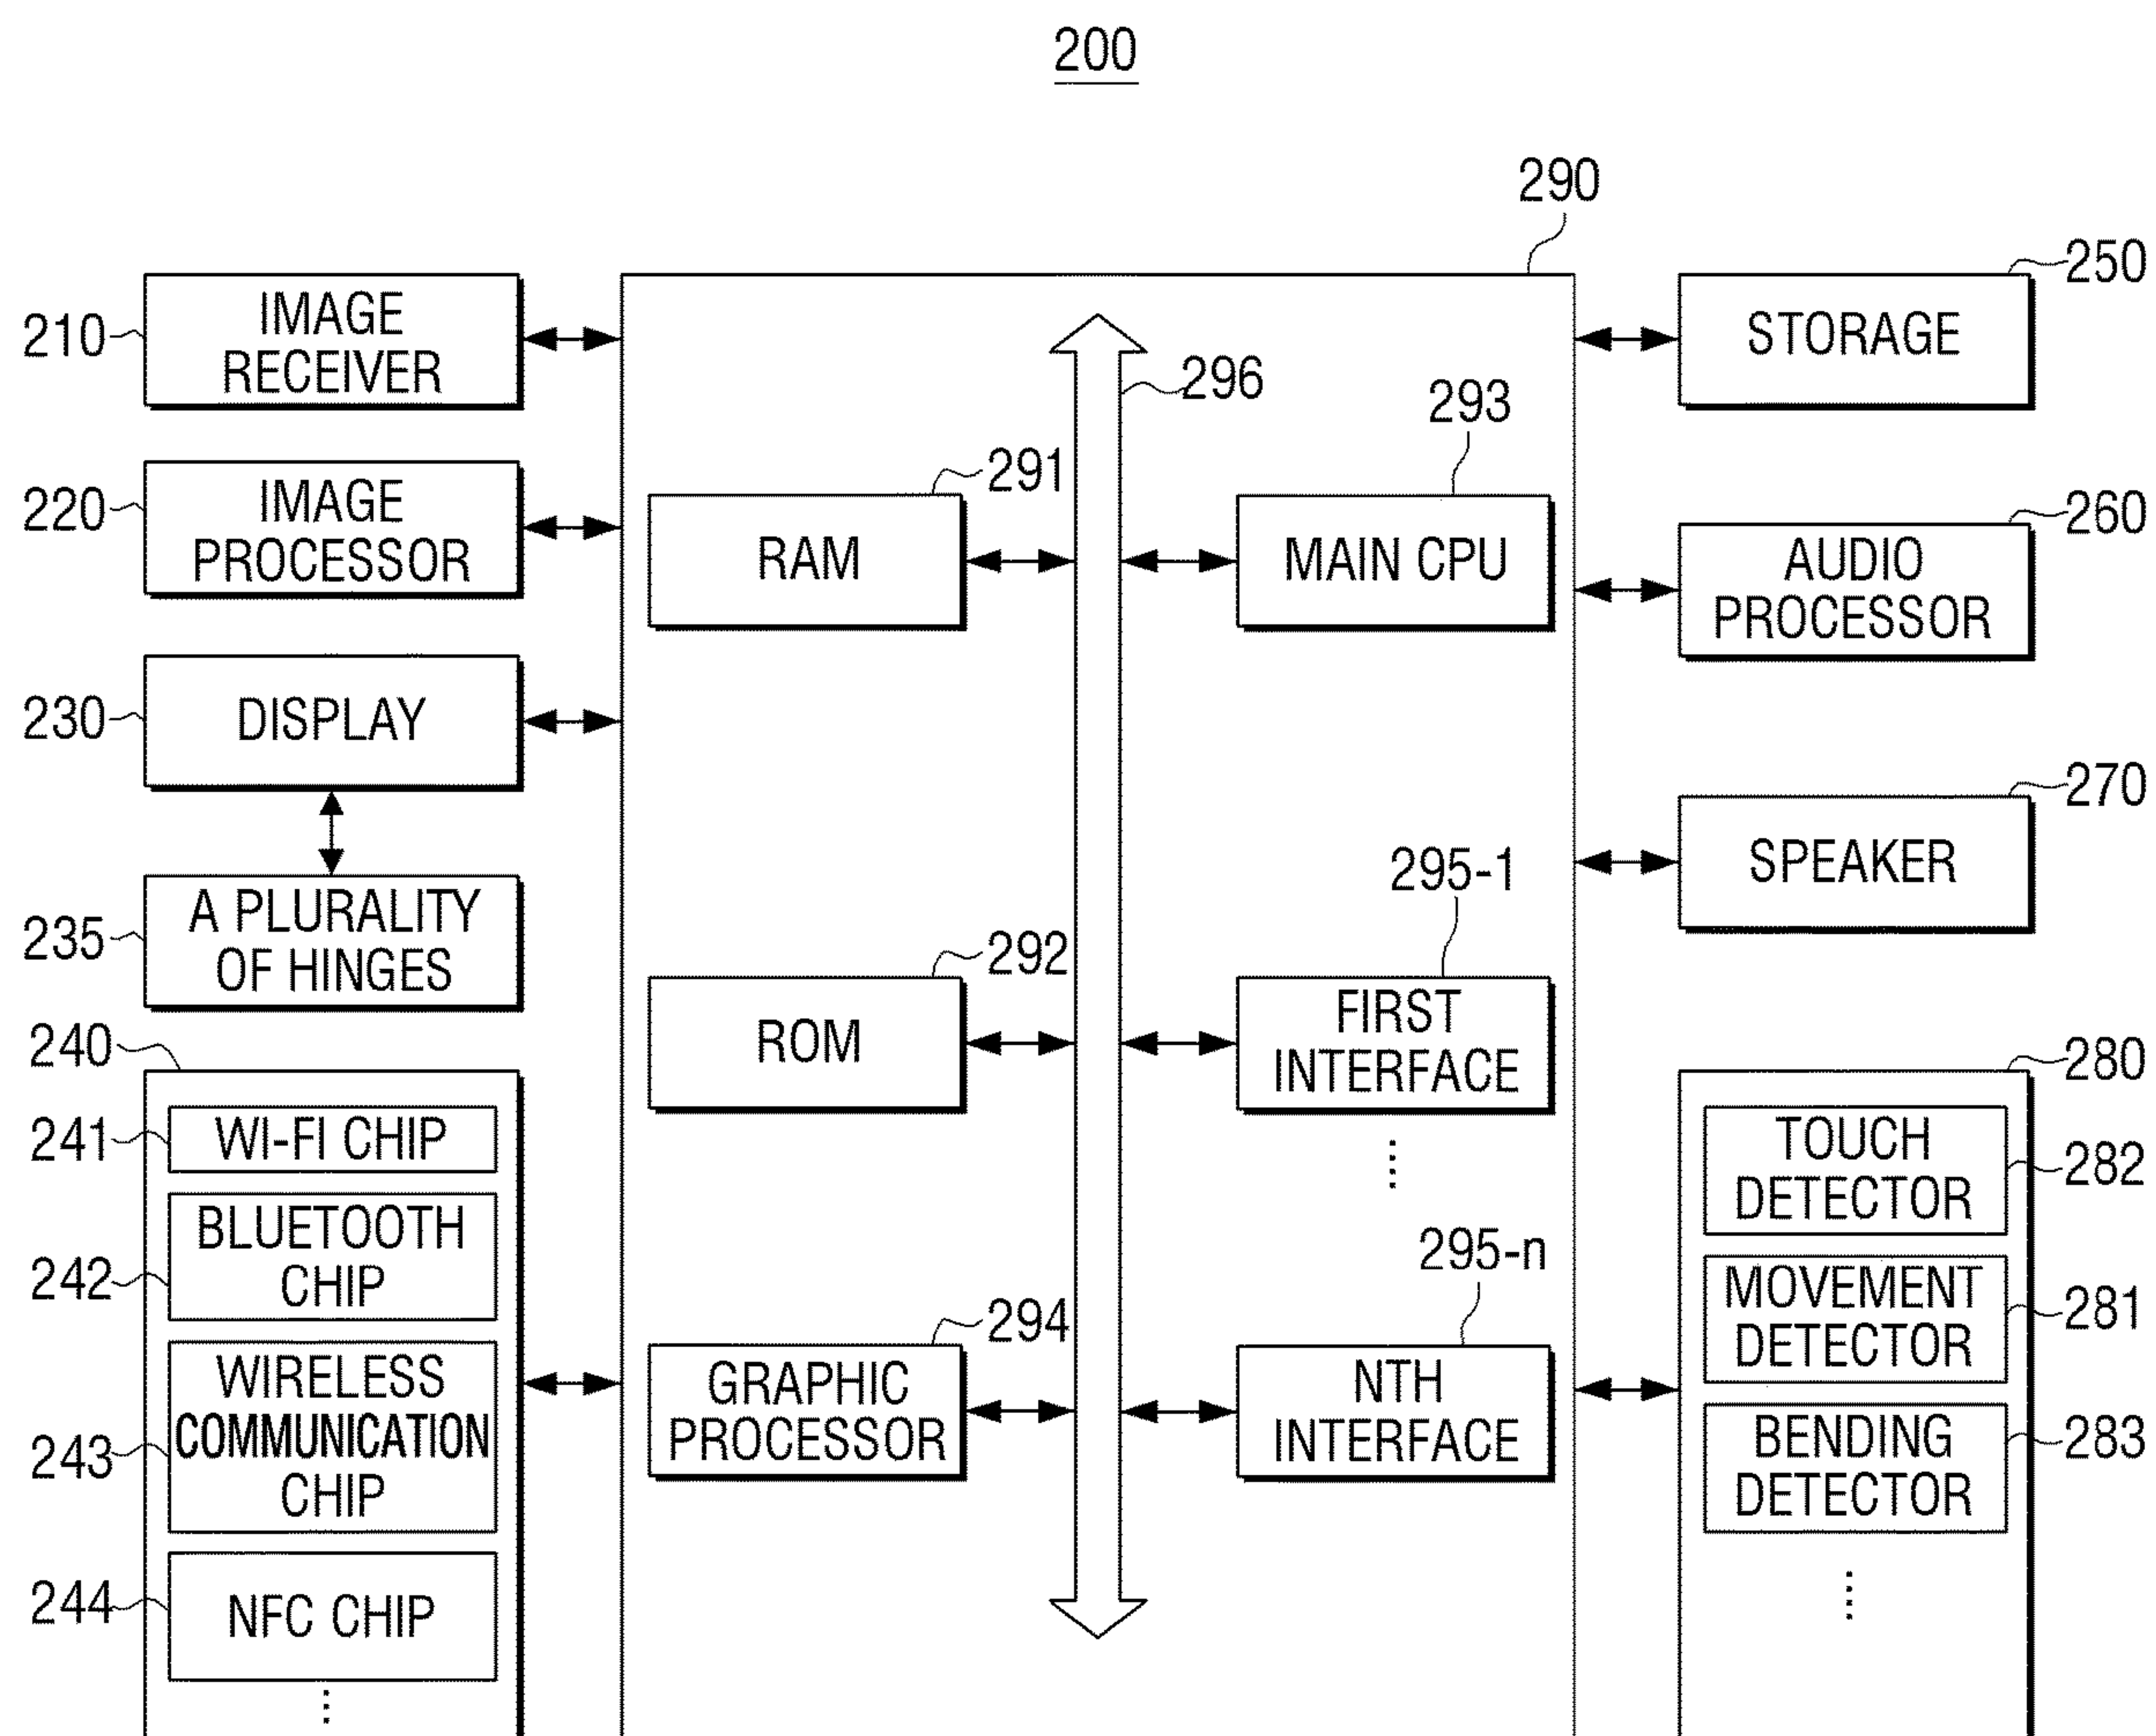 200
290
210
IMAGE
RECEIVER
220
IMAGE
PROCESSOR
230
DISPLAY
235
A PLURALITY
OF HINGES
240
241
WI-FI CHIP
242
BLUETOOTH
CHIP
243
WIRELESS
COMMUNICATION
CHIP
244
NFC CHIP
⋮
296
291
RAM
293
MAIN CPU
292
ROM
295-1
FIRST
INTERFACE
⋮
294
GRAPHIC
PROCESSOR
295-n
NTH
INTERFACE
250
STORAGE
260
AUDIO
PROCESSOR
270
SPEAKER
280
TOUCH
DETECTOR
282
MOVEMENT
DETECTOR
281
BENDING
DETECTOR
283
⋮